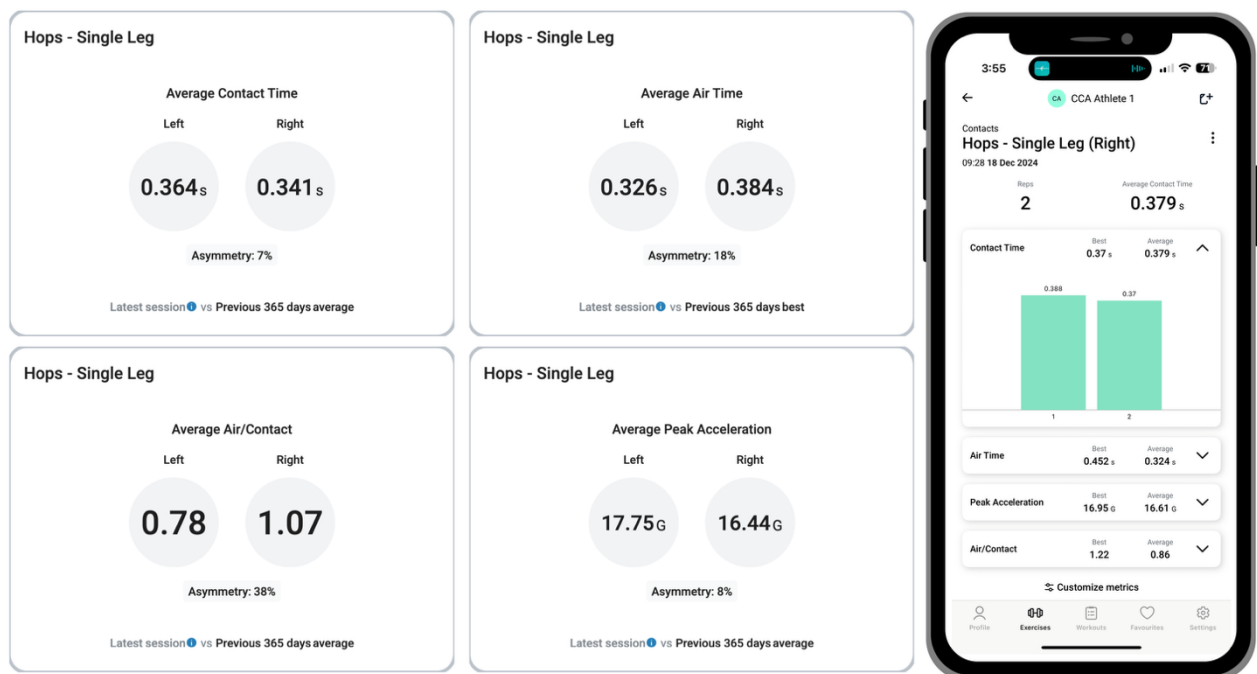 Hops - Single Leg
Average Contact Time
Left Right
0.364 s 0.341 s
Asymmetry: 7%
Latest session vs Previous 365 days average
Hops - Single Leg
Average Air Time
Left Right
0.326 s 0.384 s
Asymmetry: 18%
Latest session vs Previous 365 days best
Hops - Single Leg
Average Air/Contact
Left Right
0.78 1.07
Asymmetry: 38%
Latest session vs Previous 365 days average
Hops - Single Leg
Average Peak Acceleration
Left Right
17.75 G 16.44 G
Asymmetry: 8%
Latest session vs Previous 365 days average
3:55 71
CA CCA Athlete 1
Contacts
Hops - Single Leg (Right)
09:28 18 Dec 2024
Reps Average Contact Time
2 0.379 s
Contact Time Best 0.37 s Average 0.379 s
0.388 0.37
1 2
Air Time Best 0.452 s Average 0.324 s
Peak Acceleration Best 16.95 G Average 16.61 G
Air/Contact Best 1.22 Average 0.86
Customize metrics
Profile Exercises Workouts Favourites Settings